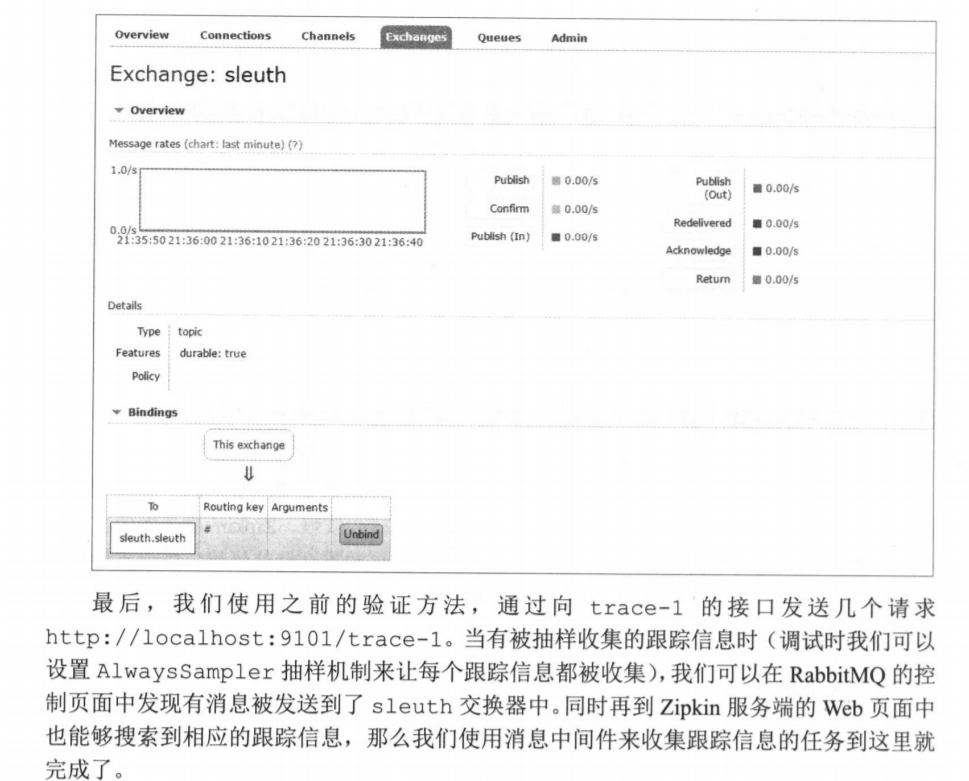 Overview Connections Channels Exchanges Queues Admin
Exchange: sleuth
Overview
Message rates (chart: last minute) (?)
1.0/s
0.0/s
21:35:50 21:36:00 21:36:10 21:36:20 21:36:30 21:36:40
Publish 0.00/s
Confirm 0.00/s
Publish (In) 0.00/s
Publish
(Out) 0.00/s
Redelivered 0.00/s
Acknowledge 0.00/s
Return 0.00/s
Details
Type topic
Features durable: true
Policy
Bindings
This exchange
⇓
To Routing key Arguments
sleuth.sleuth # Unbind
最后，我们使用之前的验证方法，通过向 trace-1 的接口发送几个请求
http://localhost:9101/trace-1。当有被抽样收集的跟踪信息时（调试时我们可以
设置 AlwaysSampler 抽样机制来让每个跟踪信息都被收集），我们可以在 RabbitMQ 的控
制页面中发现有消息被发送到了 sleuth 交换器中。同时再到 Zipkin 服务端的 Web 页面中
也能够搜索到相应的跟踪信息，那么我们使用消息中间件来收集跟踪信息的任务到这里就
完成了。